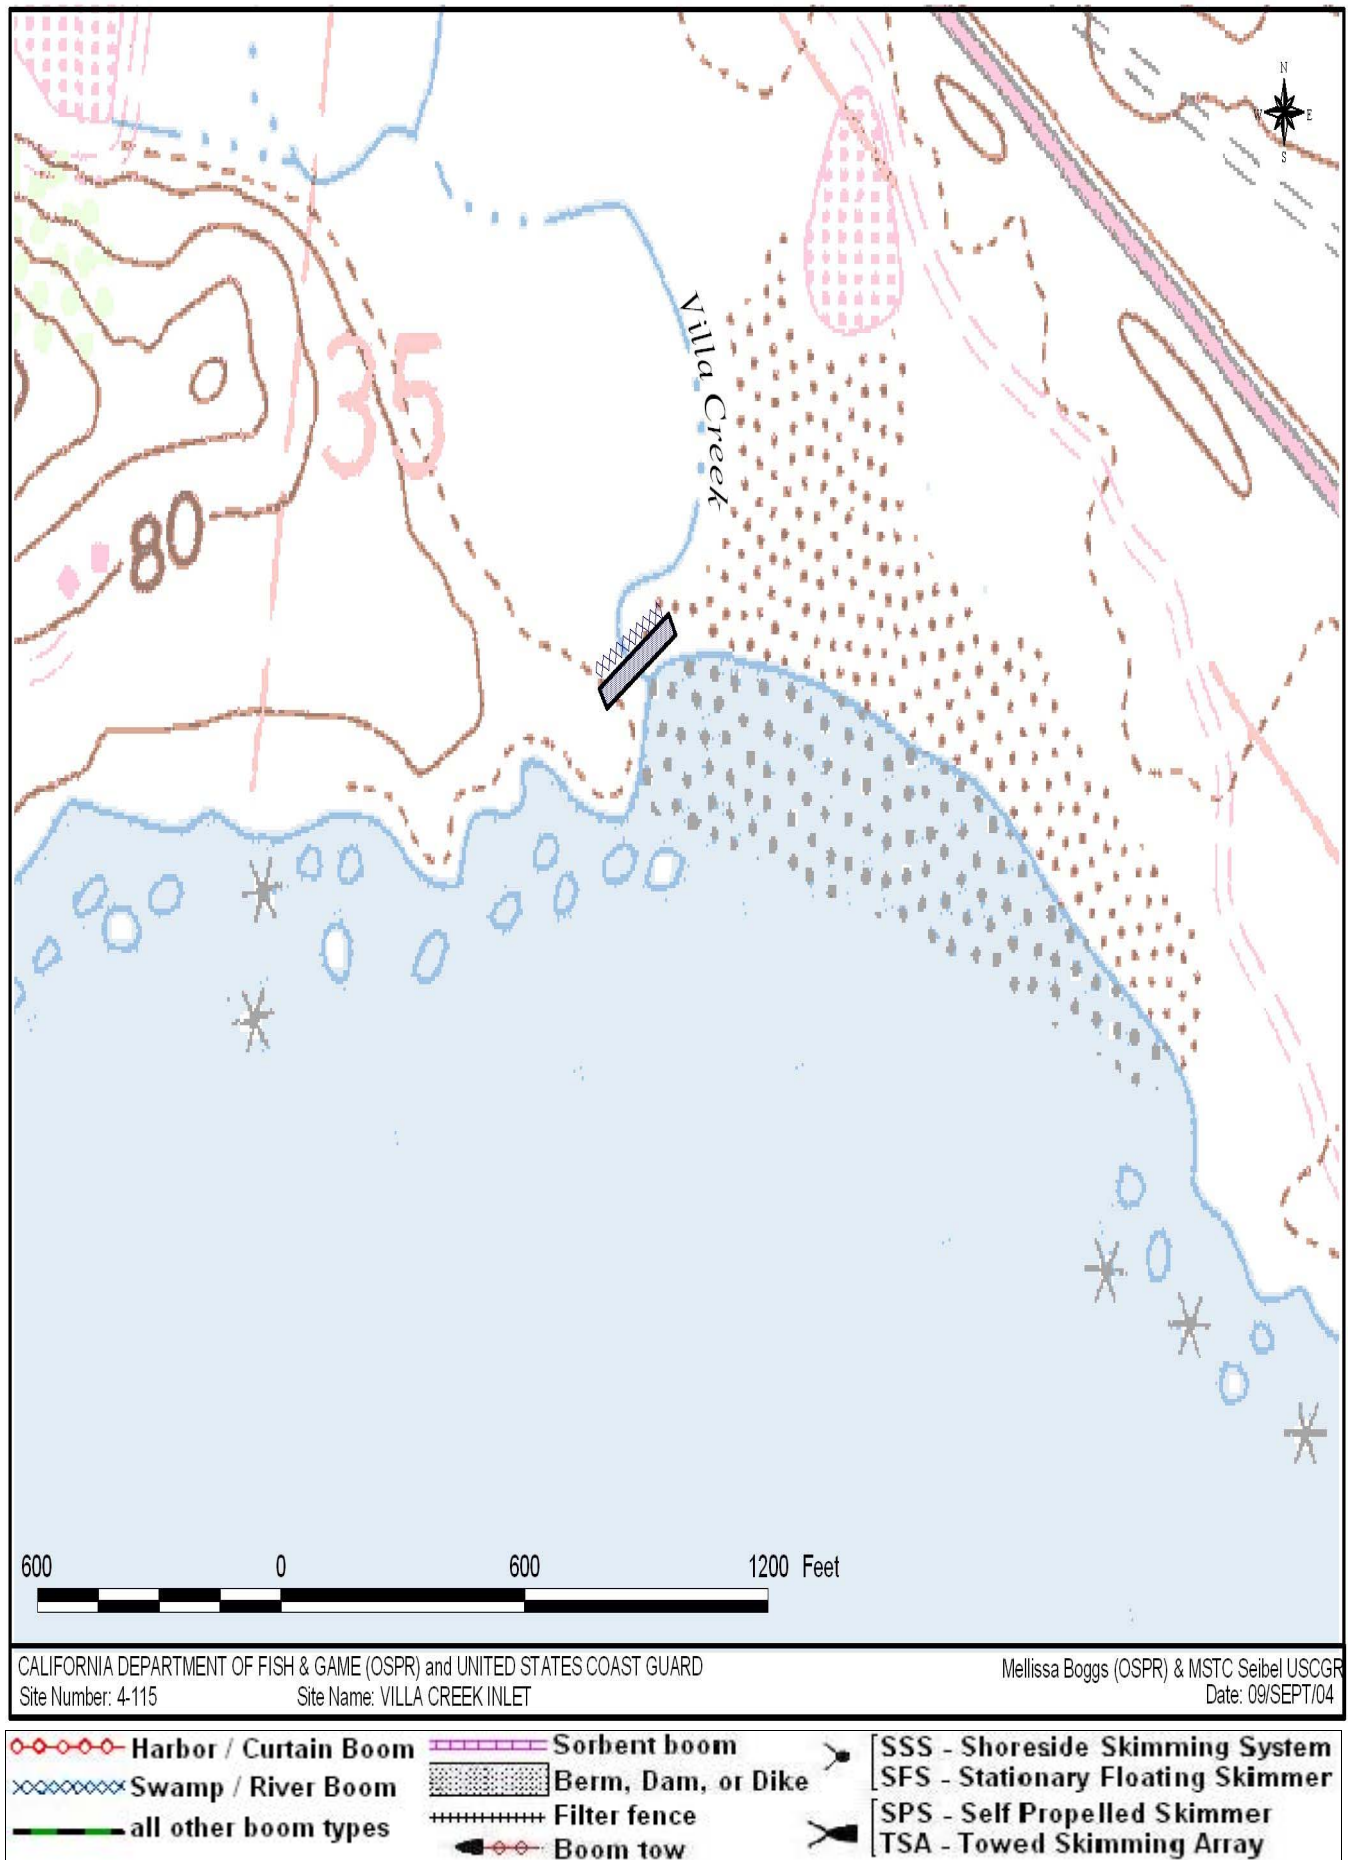 N
W E
S
35
Villa Creek
80
600 0 600 1200 Feet
CALIFORNIA DEPARTMENT OF FISH & GAME (OSPR) and UNITED STATES COAST GUARD
Mellissa Boggs (OSPR) & MSTC Seibel USCGR
Site Number: 4-115 Site Name: VILLA CREEK INLET
Date: 09/SEPT/04
Harbor / Curtain Boom
Swamp / River Boom
all other boom types
Sorbent boom
Berm, Dam, or Dike
Filter fence
Boom tow
SSS - Shoreside Skimming System
SFS - Stationary Floating Skimmer
SPS - Self Propelled Skimmer
TSA - Towed Skimming Array